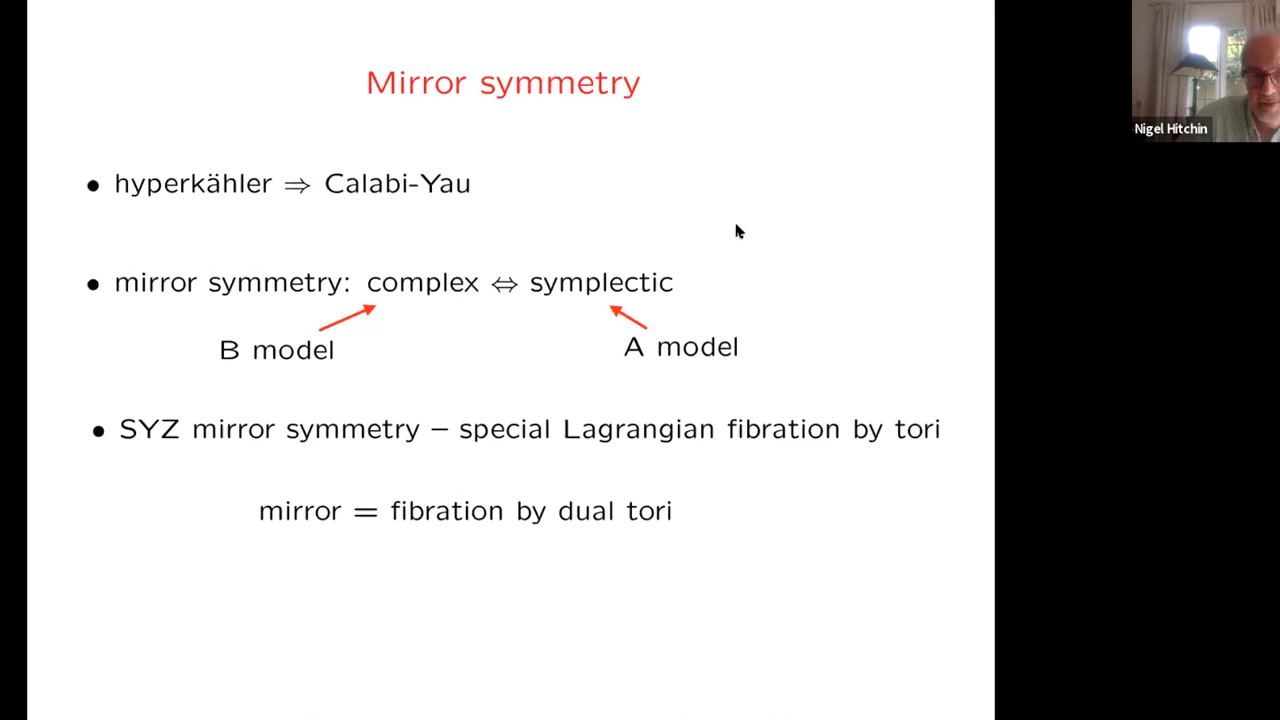 Mirror symmetry
• hyperkähler ⇒ Calabi-Yau
• mirror symmetry: complex ⇔ symplectic
B model
A model
• SYZ mirror symmetry – special Lagrangian fibration by tori
mirror = fibration by dual tori
Nigel Hitchin